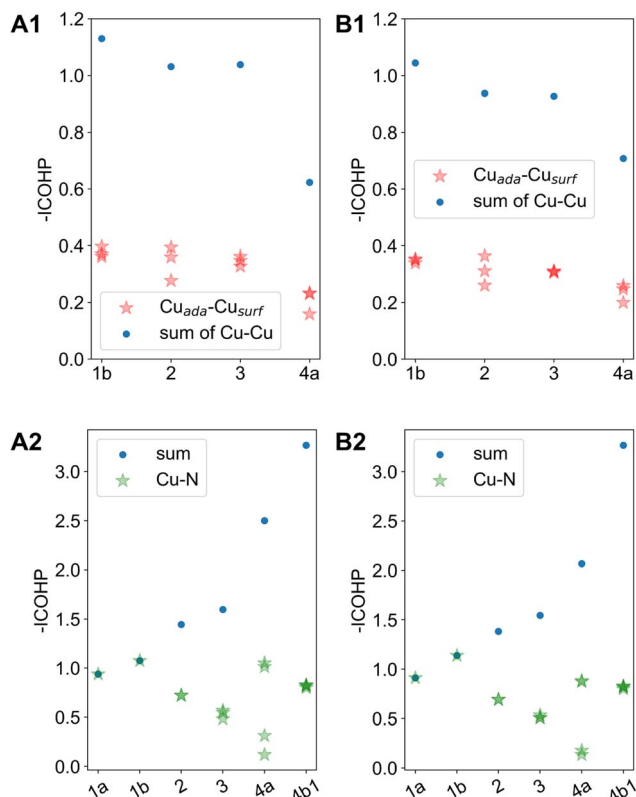 A1
1.2
1.0
0.8
0.6
0.4
0.2
0.0
-ICOHP
Cu_ada-Cu_surf
sum of Cu-Cu
1b 2 3 4a
B1
1.2
1.0
0.8
0.6
0.4
0.2
0.0
-ICOHP
Cu_ada-Cu_surf
sum of Cu-Cu
1b 2 3 4a
A2
3.0
2.5
2.0
1.5
1.0
0.5
0.0
-ICOHP
sum
Cu-N
1a 1b 2 3 4a 4b1
B2
3.0
2.5
2.0
1.5
1.0
0.5
0.0
-ICOHP
sum
Cu-N
1a 1b 2 3 4a 4b1